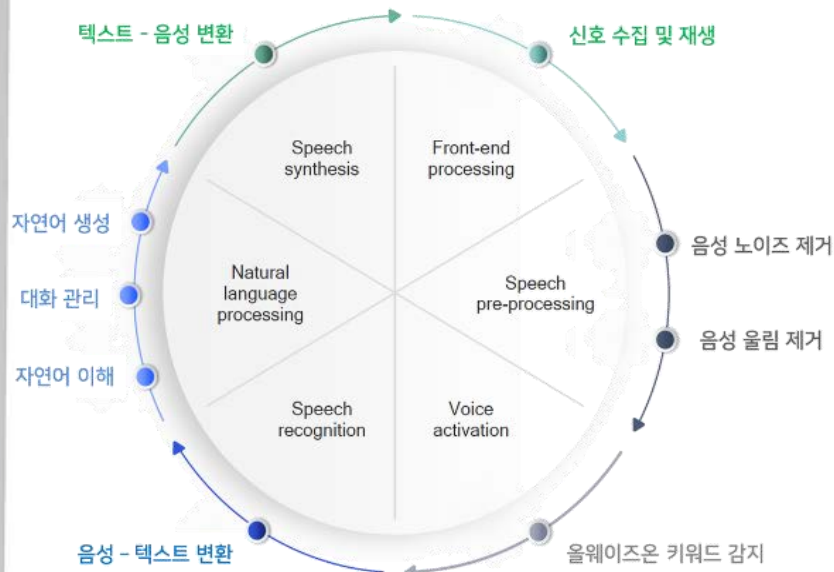 텍스트 - 음성 변환
신호 수집 및 재생
Speech
synthesis
Front-end
processing
자연어 생성
음성 노이즈 제거
Natural
language
processing
Speech
pre-processing
대화 관리
음성 울림 제거
자연어 이해
Speech
recognition
Voice
activation
음성 – 텍스트 변환
올웨이즈온 키워드 감지